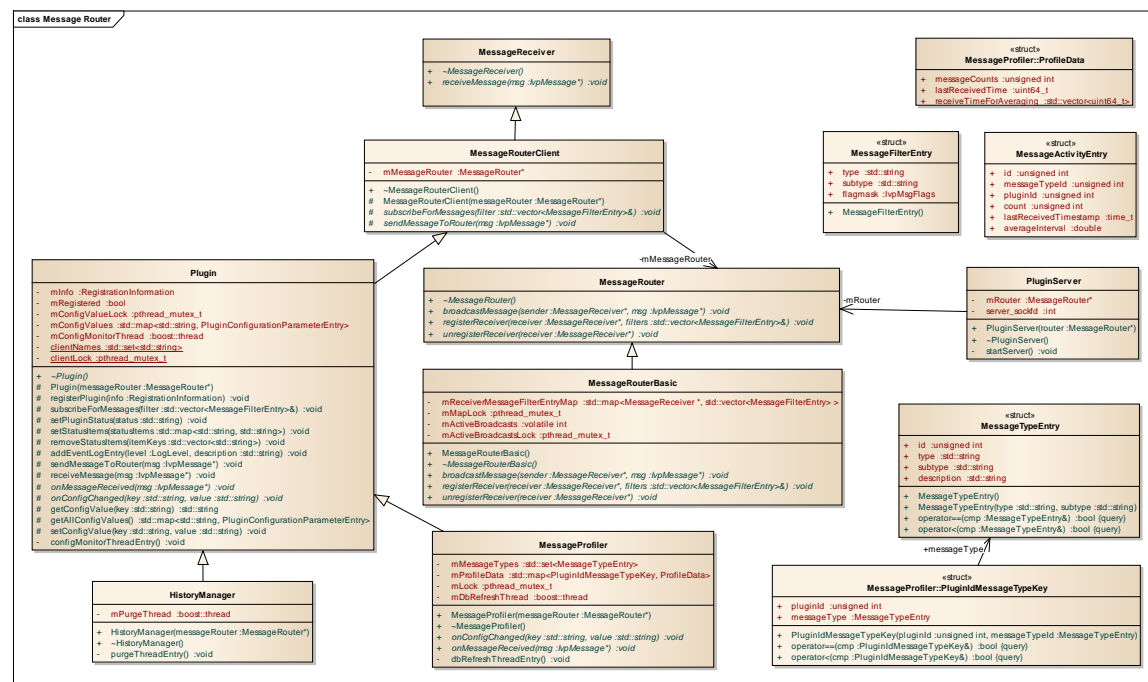 class Message Router
MessageReceiver
+ ~MessageReceiver()
+ receiveMessage(msg :IvpMessage*) :void
«struct»
MessageProfiler::ProfileData
+ messageCounts :unsigned int
+ lastReceivedTime :uint64_t
+ receiveTimeForAveraging :std::vector<uint64_t>
«struct»
MessageFilterEntry
+ type :std::string
+ subtype :std::string
+ flagmask :IvpMsgFlags
+ MessageFilterEntry()
«struct»
MessageActivityEntry
+ id :unsigned int
+ messageTypeId :unsigned int
+ pluginId :unsigned int
+ count :unsigned int
+ lastReceivedTimestamp :time_t
+ averageInterval :double
MessageRouterClient
- mMessageRouter :MessageRouter*
+ ~MessageRouterClient()
# MessageRouterClient(messageRouter :MessageRouter*)
# subscribeForMessages(filter :std::vector<MessageFilterEntry>&) :void
# sendMessageToRouter(msg :IvpMessage*) :void
-mMessageRouter
Plugin
- mInfo :RegistrationInformation
- mRegistered :bool
- mConfigValueLock :pthread_mutex_t
- mConfigValues :std::map<std::string, PluginConfigurationParameterEntry>
- mConfigMonitorThread :boost::thread
- clientNames :std::set<std::string>
- clientLock :pthread_mutex_t
+ ~Plugin()
# Plugin(messageRouter :MessageRouter*)
# registerPlugin(info :RegistrationInformation) :void
# subscribeForMessages(filter :std::vector<MessageFilterEntry>&) :void
# setPluginStatus(status :std::string) :void
# setStatusItems(statusItems :std::map<std::string, std::string>) :void
# removeStatusItems(itemKeys :std::vector<std::string>) :void
# addEventLogEntry(level :LogLevel, description :std::string) :void
# sendMessageToRouter(msg :IvpMessage*) :void
# receiveMessage(msg :IvpMessage*) :void
# onMessageReceived(msg :IvpMessage*) :void
# onConfigChanged(key :std::string, value :std::string) :void
# getConfigValue(key :std::string) :std::string
# getAllConfigValues() :std::map<std::string, PluginConfigurationParameterEntry>
# setConfigValue(key :std::string, value :std::string) :void
- configMonitorThreadEntry() :void
MessageRouter
+ ~MessageRouter()
+ broadcastMessage(sender :MessageReceiver*, msg :IvpMessage*) :void
+ registerReceiver(receiver :MessageReceiver*, filters :std::vector<MessageFilterEntry>&) :void
+ unregisterReceiver(receiver :MessageReceiver*) :void
-mRouter
PluginServer
- mRouter :MessageRouter*
- server_sockfd :int
+ PluginServer(router :MessageRouter*)
+ ~PluginServer()
- startServer() :void
MessageRouterBasic
- mReceiverMessageFilterEntryMap :std::map<MessageReceiver *, std::vector<MessageFilterEntry> >
- mMapLock :pthread_mutex_t
- mActiveBroadcasts :volatile int
- mActiveBroadcastsLock :pthread_mutex_t
+ MessageRouterBasic()
+ ~MessageRouterBasic()
+ broadcastMessage(sender :MessageReceiver*, msg :IvpMessage*) :void
+ registerReceiver(receiver :MessageReceiver*, filters :std::vector<MessageFilterEntry>&) :void
+ unregisterReceiver(receiver :MessageReceiver*) :void
«struct»
MessageTypeEntry
+ id :unsigned int
+ type :std::string
+ subtype :std::string
+ description :std::string
+ MessageTypeEntry()
+ MessageTypeEntry(type :std::string, subtype :std::string)
+ operator==(cmp :MessageTypeEntry&) :bool {query}
+ operator<(cmp :MessageTypeEntry&) :bool {query}
+messageType
MessageProfiler
- mMessageTypes :std::set<MessageTypeEntry>
- mProfileData :std::map<PluginIdMessageTypeKey, ProfileData>
- mLock :pthread_mutex_t
- mDbRefreshThread :boost::thread
+ MessageProfiler(messageRouter :MessageRouter*)
+ ~MessageProfiler()
+ onConfigChanged(key :std::string, value :std::string) :void
+ onMessageReceived(msg :IvpMessage*) :void
- dbRefreshThreadEntry() :void
HistoryManager
- mPurgeThread :boost::thread
+ HistoryManager(messageRouter :MessageRouter*)
+ ~HistoryManager()
- purgeThreadEntry() :void
«struct»
MessageProfiler::PluginIdMessageTypeKey
+ pluginId :unsigned int
+ messageType :MessageTypeEntry
+ PluginIdMessageTypeKey(pluginId :unsigned int, messageTypeId :MessageTypeEntry)
+ operator==(cmp :PluginIdMessageTypeKey&) :bool {query}
+ operator<(cmp :PluginIdMessageTypeKey&) :bool {query}